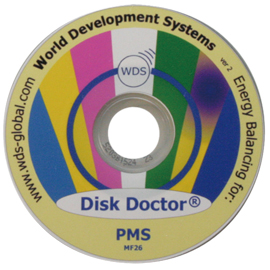 www.wds-global.com
World Development Systems
ver 2
Energy Balancing for:
WDS
Disk Doctor®
PMS
MF26